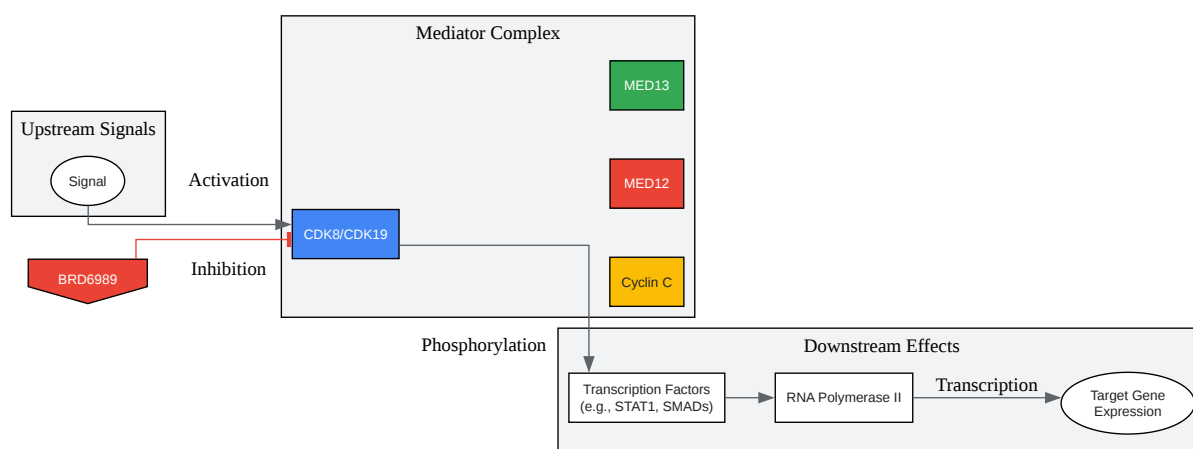 Mediator Complex
MED13
Upstream Signals
Signal
Activation
MED12
CDK8/CDK19
Inhibition
BRD6989
Cyclin C
Phosphorylation
Downstream Effects
Transcription Factors
(e.g., STAT1, SMADs)
RNA Polymerase II
Transcription
Target Gene
Expression